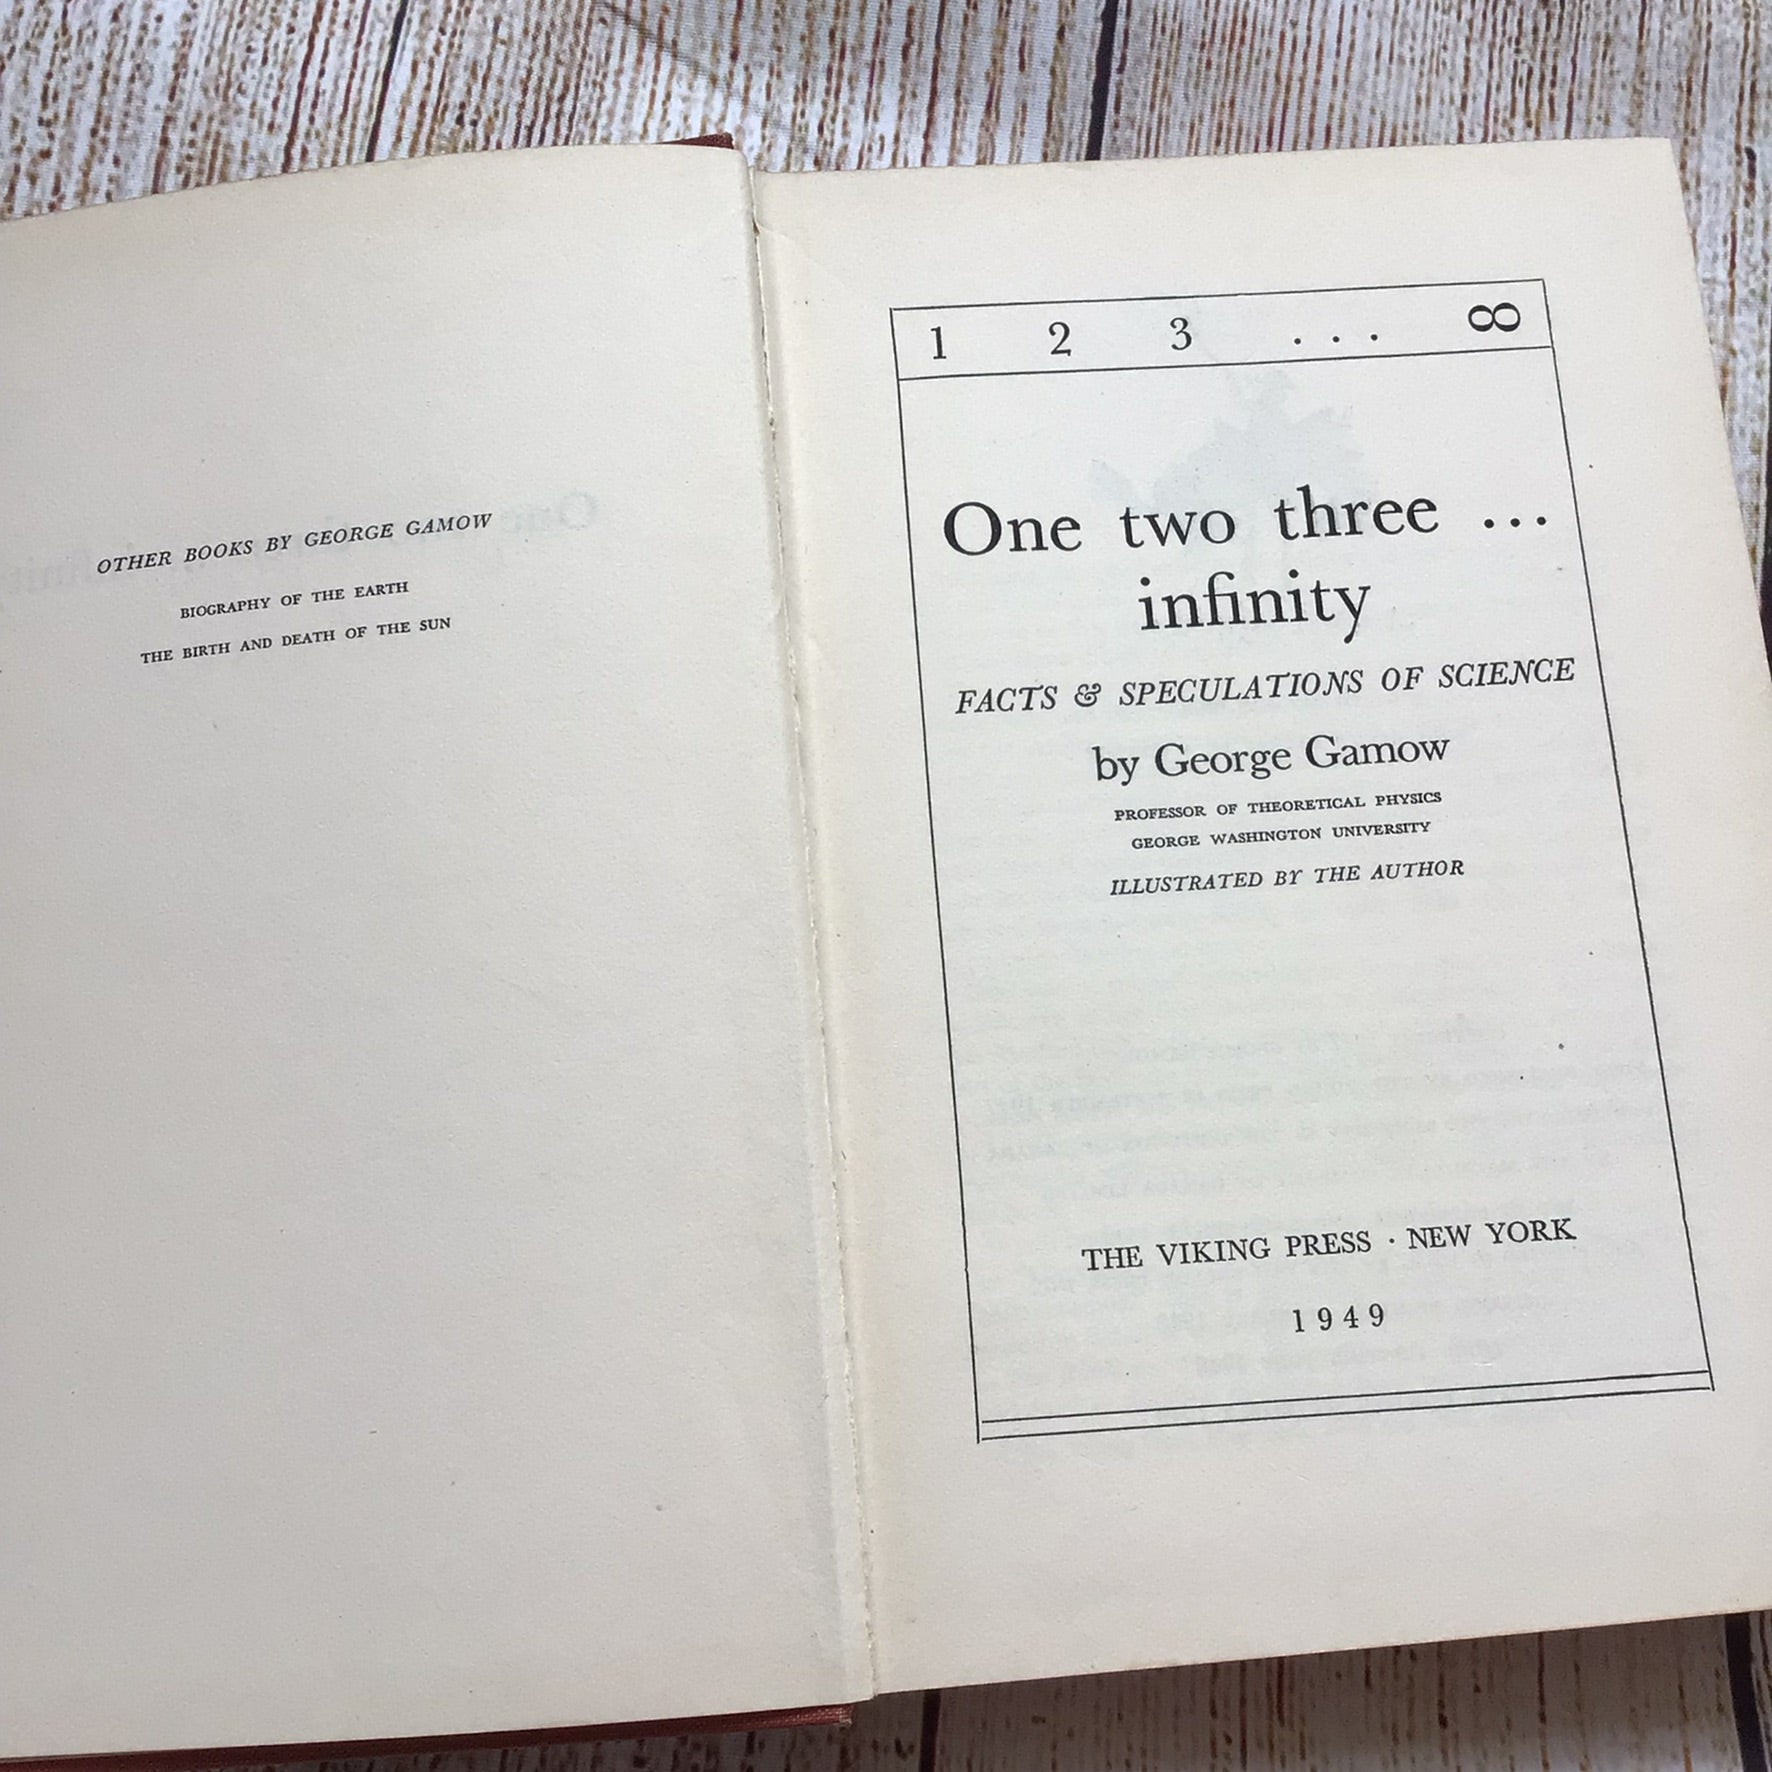 OTHER BOOKS BY GEORGE GAMOW
BIOGRAPHY OF THE EARTH
THE BIRTH AND DEATH OF THE SUN
1 2 3 ... ∞
One two three ...
infinity
FACTS & SPECULATIONS OF SCIENCE
by George Gamow
PROFESSOR OF THEORETICAL PHYSICS
GEORGE WASHINGTON UNIVERSITY
ILLUSTRATED BY THE AUTHOR
THE VIKING PRESS · NEW YORK
1949